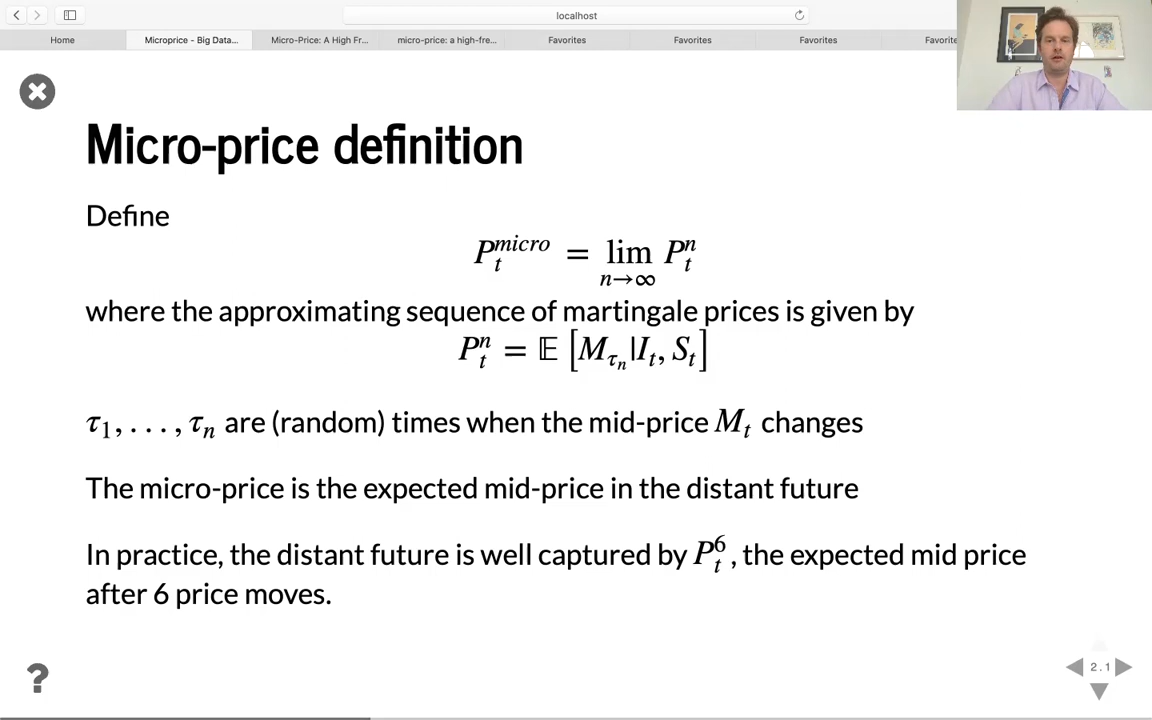 localhost
Home
Microprice - Big Data...
Micro-Price: A High Fr...
micro-price: a high-fre...
Favorites
Favorites
Favorites
Favorite
Micro-price definition
Define
P_t^{micro} = lim_{n→∞} P_t^n
where the approximating sequence of martingale prices is given by
P_t^n = 𝔼 [M_{τ_n}|I_t, S_t]
τ_1, . . . , τ_n are (random) times when the mid-price M_t changes
The micro-price is the expected mid-price in the distant future
In practice, the distant future is well captured by P_t^6, the expected mid price
after 6 price moves.
?
2.1